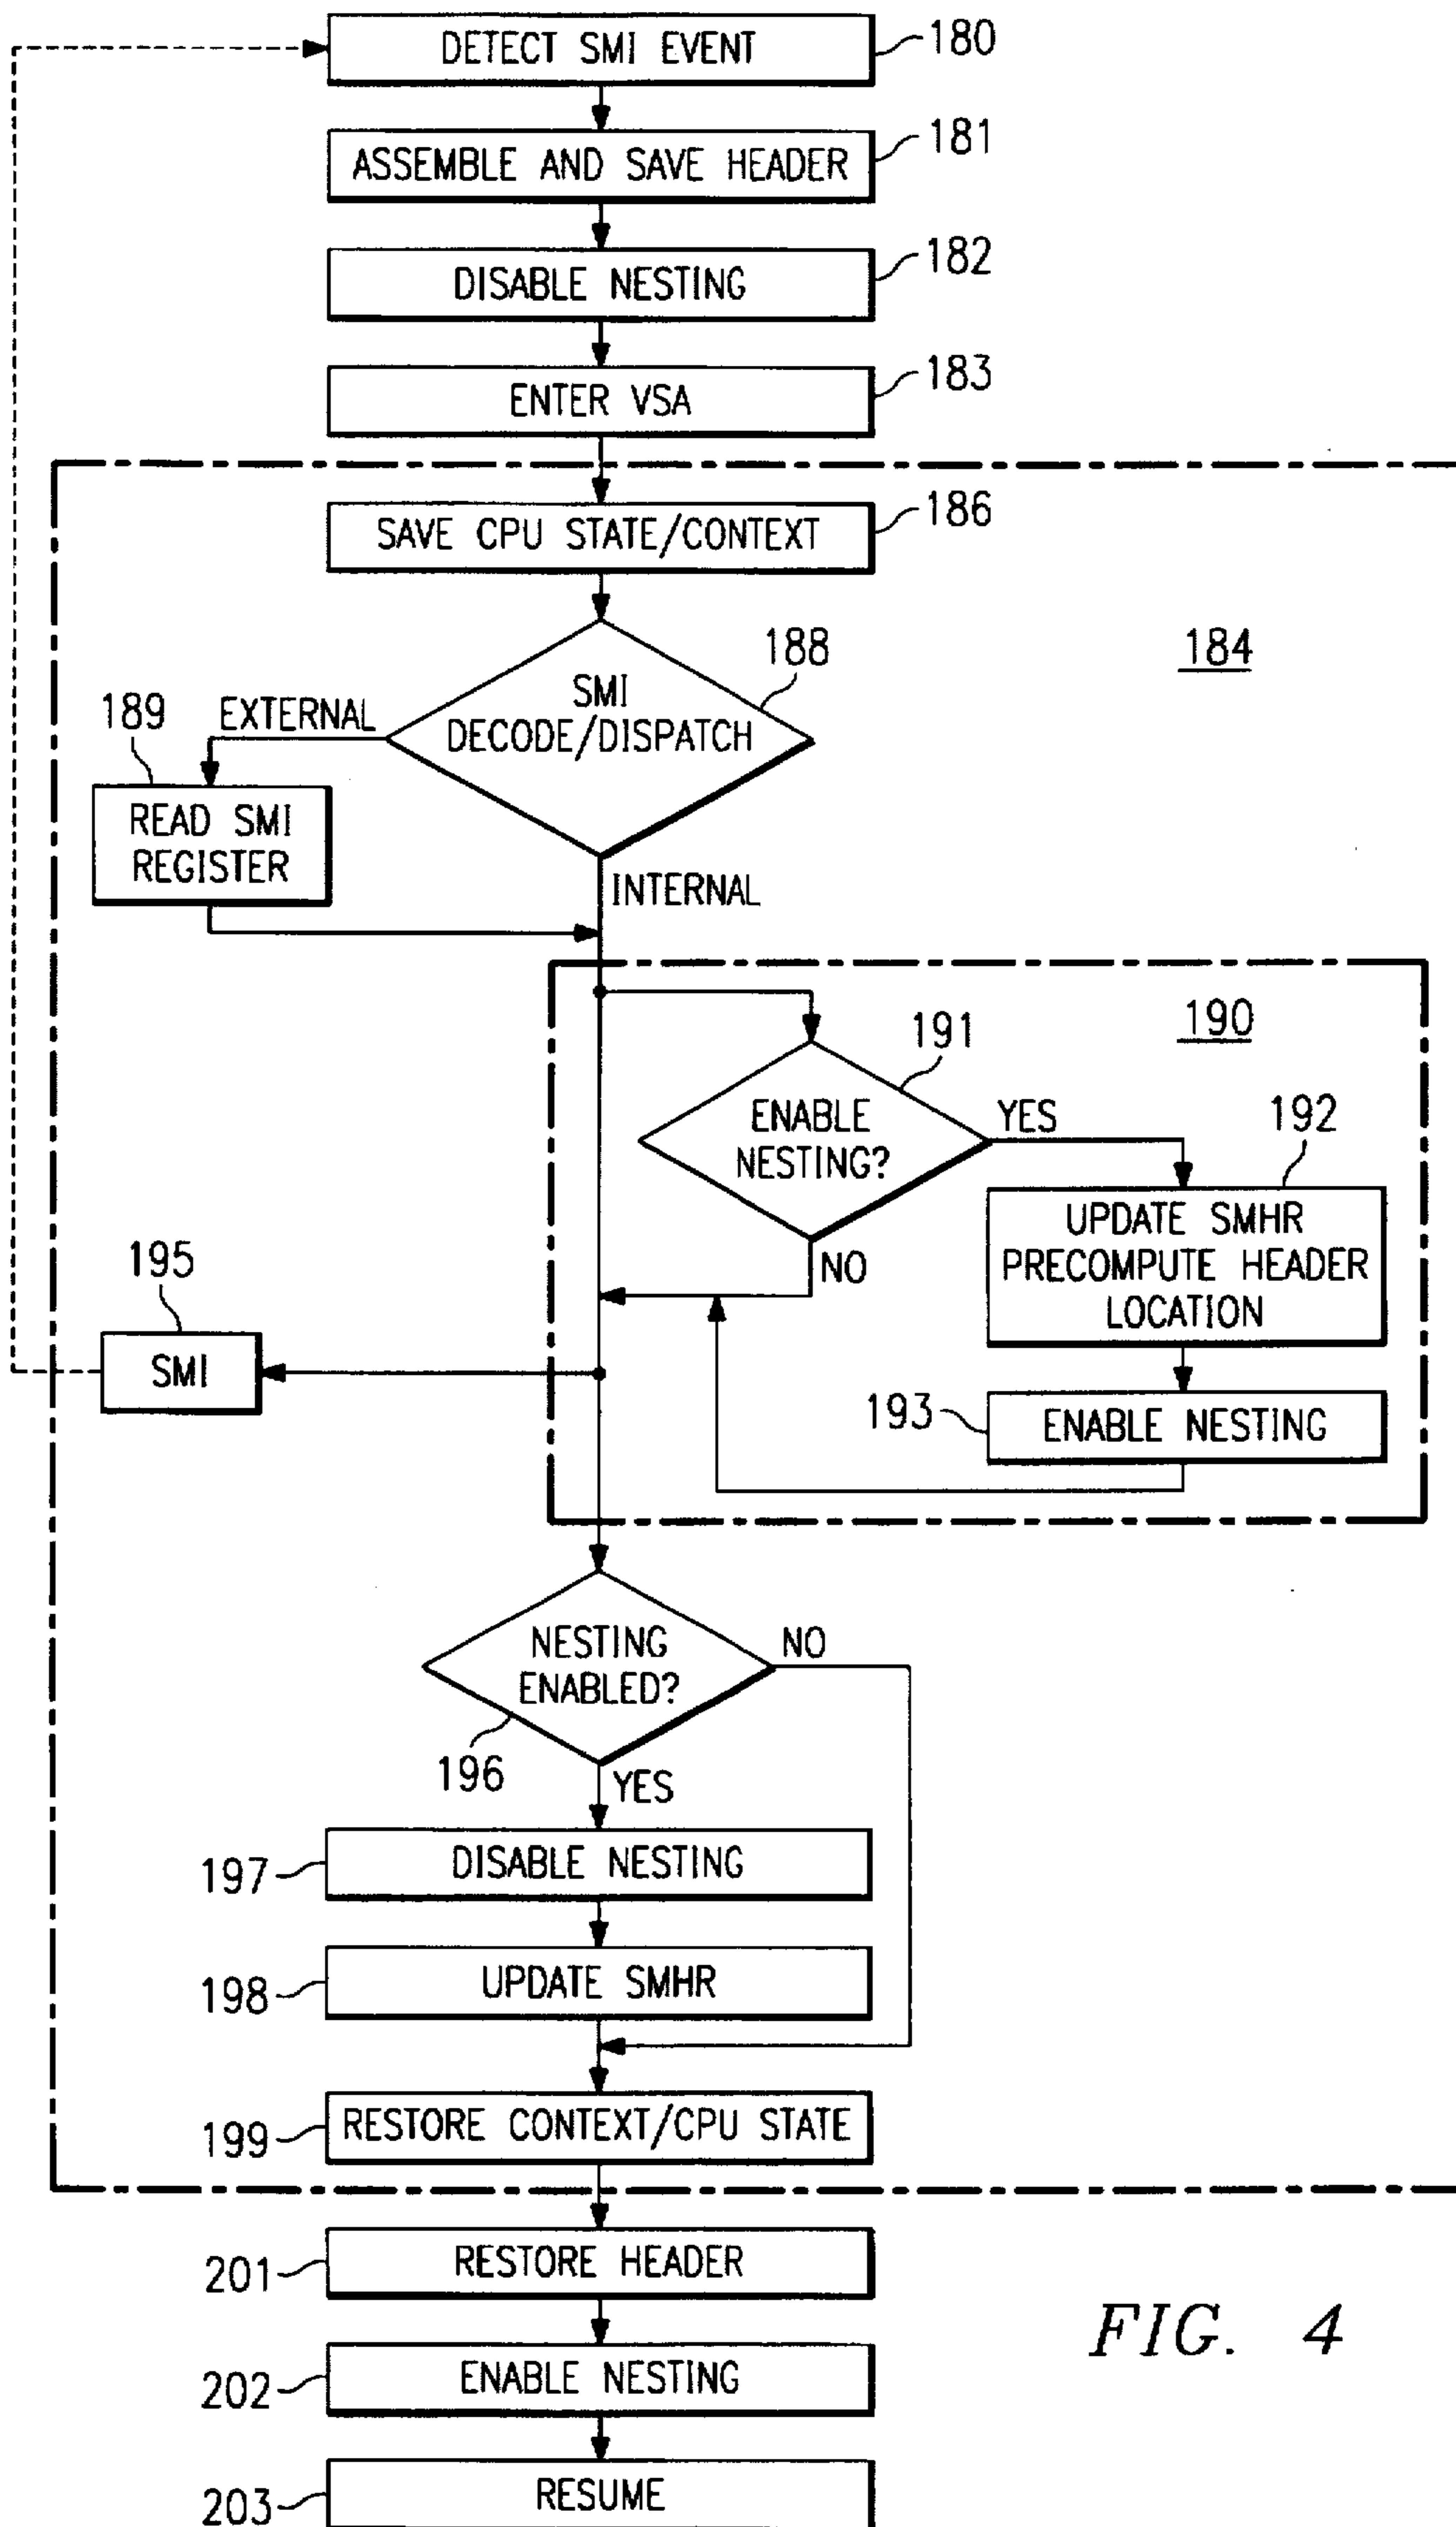 DETECT SMI EVENT
180
ASSEMBLE AND SAVE HEADER
181
DISABLE NESTING
182
ENTER VSA
183
SAVE CPU STATE/CONTEXT
186
184
188
SMI
DECODE/DISPATCH
EXTERNAL
189
READ SMI
REGISTER
INTERNAL
190
191
ENABLE
NESTING?
YES
192
UPDATE SMHR
PRECOMPUTE HEADER
LOCATION
NO
195
SMI
193
ENABLE NESTING
NESTING
ENABLED?
NO
196
YES
197
DISABLE NESTING
198
UPDATE SMHR
199
RESTORE CONTEXT/CPU STATE
201
RESTORE HEADER
202
ENABLE NESTING
203
RESUME
FIG. 4